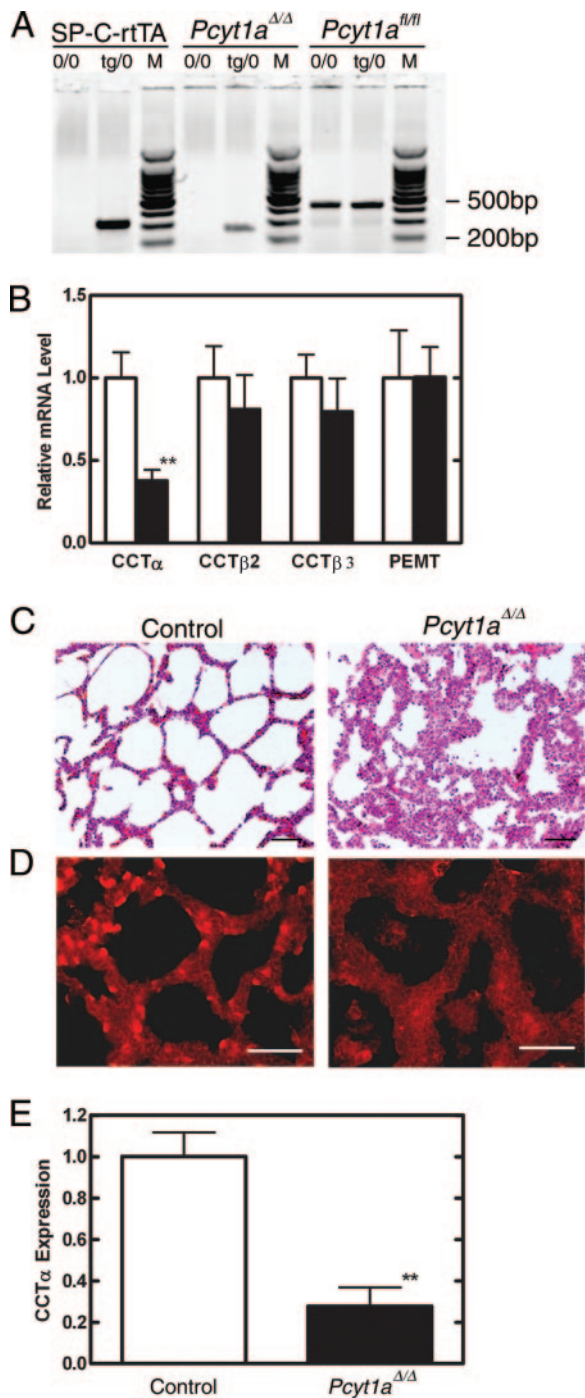 A
SP-C-rtTA Pcyt1a^Δ/Δ Pcyt1a^fl/fl
0/0 tg/0 M 0/0 tg/0 M 0/0 tg/0 M
500bp
200bp
B
Relative mRNA Level
1.5
1.0
0.5
0.0
**
CCTα CCTβ2 CCTβ3 PEMT
C
Control Pcyt1a^Δ/Δ
D
E
CCTα Expression
1.2
1.0
0.8
0.6
0.4
0.2
0.0
**
Control Pcyt1a^Δ/Δ